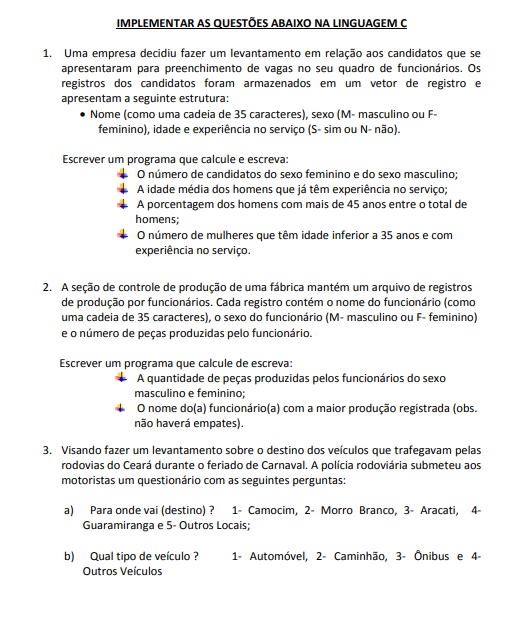 IMPLEMENTAR AS QUESTÕES ABAIXO NA LINGUAGEM C
1. Uma empresa decidiu fazer um levantamento em relação aos candidatos que se
apresentaram para preenchimento de vagas no seu quadro de funcionários. Os
registros dos candidatos foram armazenados em um vetor de registro e
apresentam a seguinte estrutura:
• Nome (como uma cadeia de 35 caracteres), sexo (M- masculino ou F-
feminino), idade e experiência no serviço (S- sim ou N- não).
Escrever um programa que calcule e escreva:
O número de candidatos do sexo feminino e do sexo masculino;
A idade média dos homens que já têm experiência no serviço;
A porcentagem dos homens com mais de 45 anos entre o total de
homens;
O número de mulheres que têm idade inferior a 35 anos e com
experiência no serviço.
2. A seção de controle de produção de uma fábrica mantém um arquivo de registros
de produção por funcionários. Cada registro contém o nome do funcionário (como
uma cadeia de 35 caracteres), o sexo do funcionário (M- masculino ou F- feminino)
e o número de peças produzidas pelo funcionário.
Escrever um programa que calcule de escreva:
A quantidade de peças produzidas pelos funcionários do sexo
masculino e feminino;
O nome do(a) funcionário(a) com a maior produção registrada (obs.
não haverá empates).
3. Visando fazer um levantamento sobre o destino dos veículos que trafegavam pelas
rodovias do Ceará durante o feriado de Carnaval. A polícia rodoviária submeteu aos
motoristas um questionário com as seguintes perguntas:
a) Para onde vai (destino) ? 1- Camocim, 2- Morro Branco, 3- Aracati, 4-
Guaramiranga e 5- Outros Locais;
b) Qual tipo de veículo ? 1- Automóvel, 2- Caminhão, 3- Ônibus e 4-
Outros Veículos